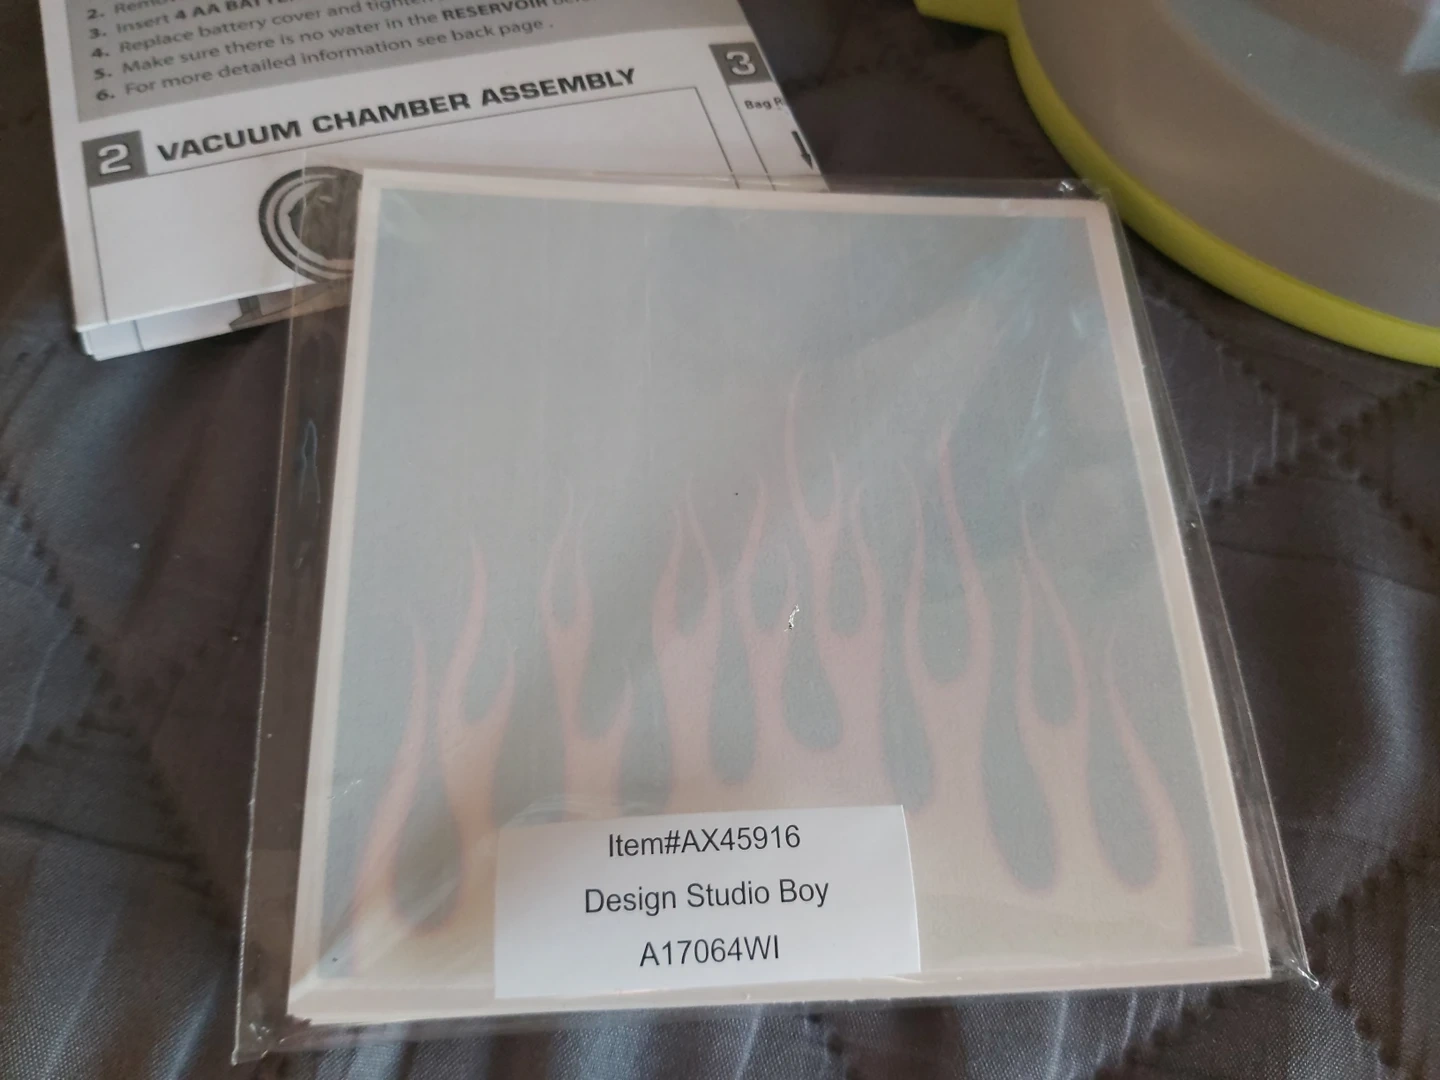 2.
3. Insert 4 AA
4. Replace battery cover and
5. Make sure there is no water in the RESERVOIR
6. For more detailed information see back page .
2 VACUUM CHAMBER ASSEMBLY
3
Bag
Item#AX45916
Design Studio Boy
A17064WI